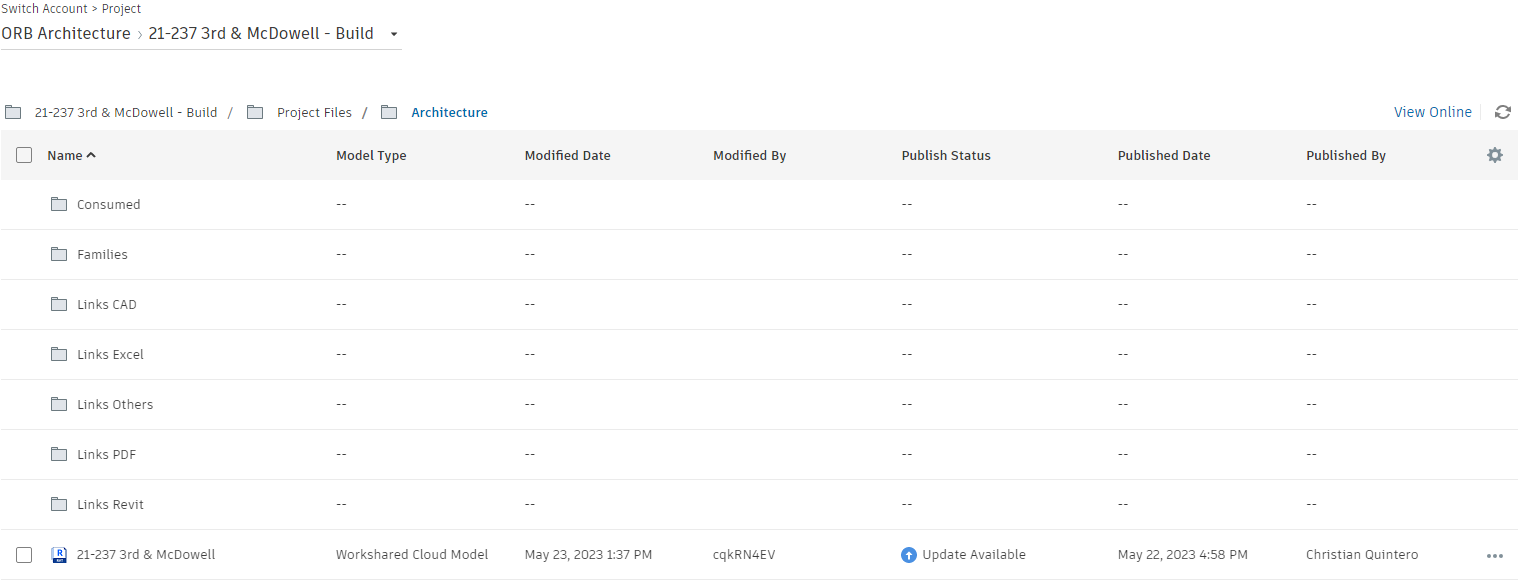 Switch Account > Project
ORB Architecture › 21-237 3rd & McDowell - Build
21-237 3rd & McDowell - Build / Project Files / Architecture View Online
Name Model Type Modified Date Modified By Publish Status Published Date Published By
Consumed -- -- -- -- --
Families -- -- -- -- --
Links CAD -- -- -- -- --
Links Excel -- -- -- -- --
Links Others -- -- -- -- --
Links PDF -- -- -- -- --
Links Revit -- -- -- -- --
21-237 3rd & McDowell Workshared Cloud Model May 23, 2023 1:37 PM cqkRN4EV Update Available May 22, 2023 4:58 PM Christian Quintero